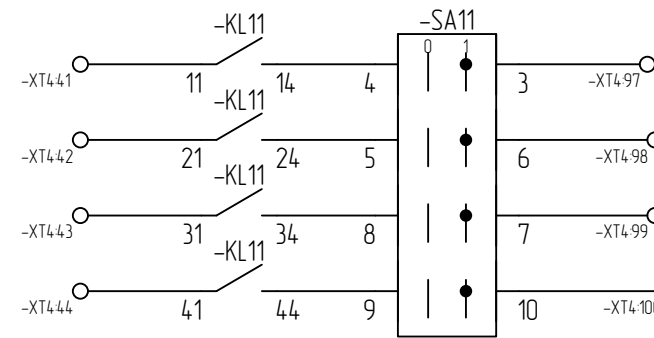 -KL11
-SA11
0 1
-XT4:41 11 14 4 3 -XT4:97
-KL11
-XT4:42 21 24 5 6 -XT4:98
-KL11
-XT4:43 31 34 8 7 -XT4:99
-KL11
-XT4:44 41 44 9 10 -XT4:100